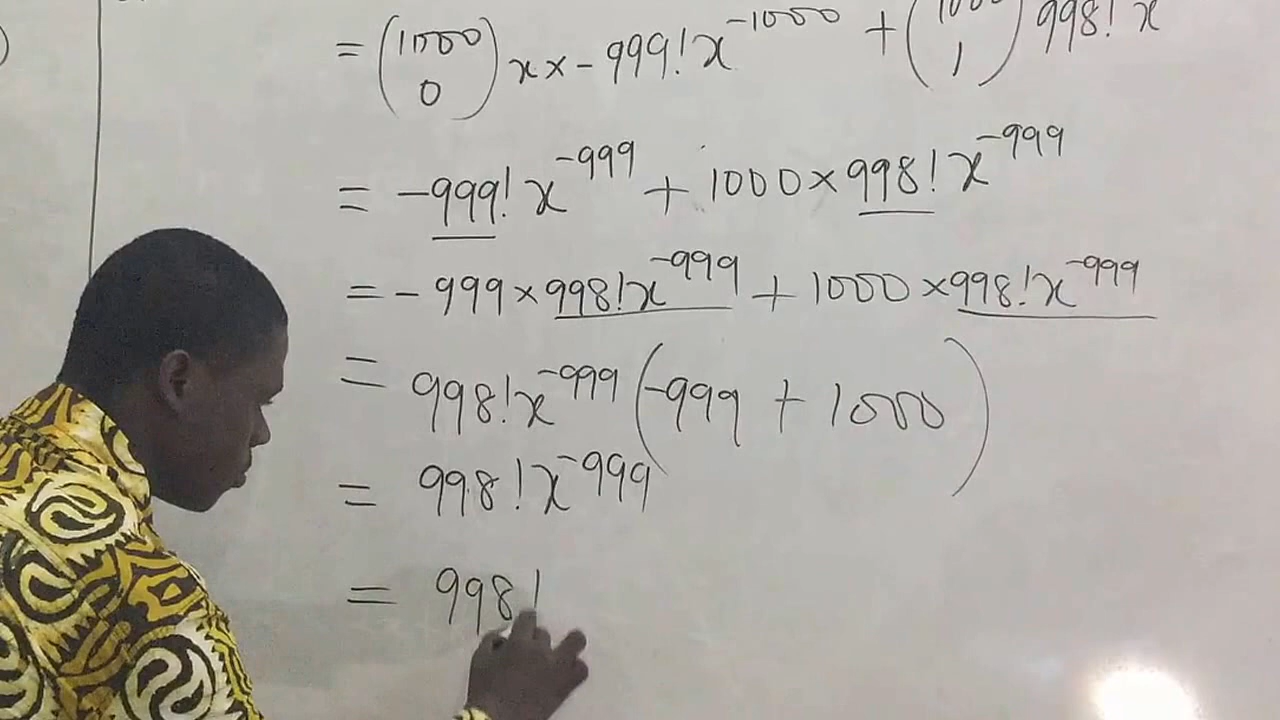 = (1000 0) x × -999! x^-1000 + (1000 1) 998! x
= -999! x^-999 + 1000 × 998! x^-999
= -999 × 998! x^-999 + 1000 × 998! x^-999
= 998! x^-999 (-999 + 1000)
= 998! x^-999
= 998!